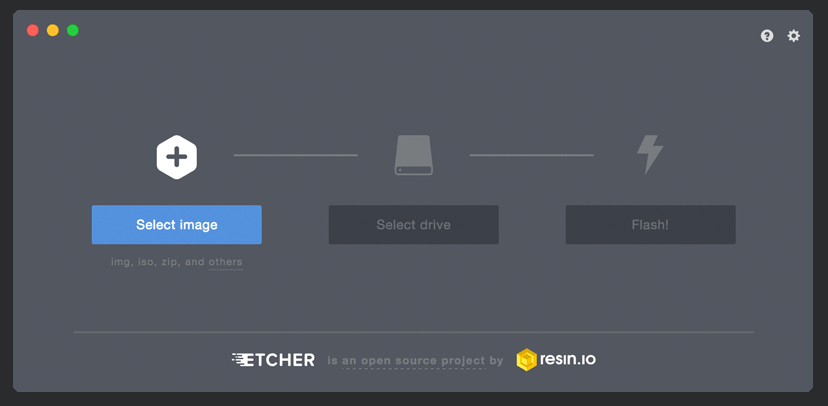 Select image
Select drive
Flash!
img, iso, zip, and others
ETCHER is an open source project by resin.io